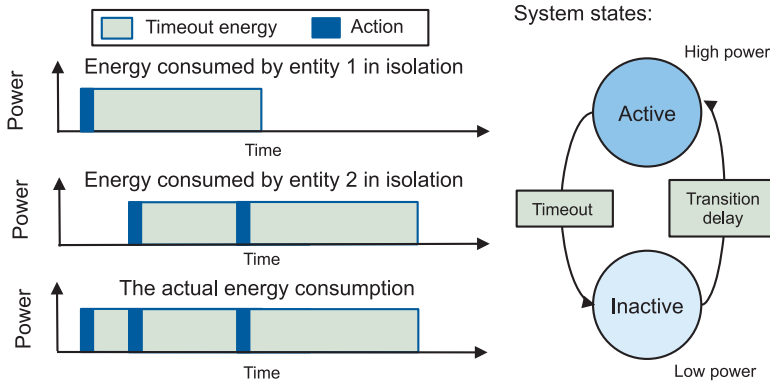 System states:
Timeout energy Action
Energy consumed by entity 1 in isolation
Power
Time
Energy consumed by entity 2 in isolation
Power
Time
The actual energy consumption
Power
Time
High power
Active
Timeout
Transition
delay
Inactive
Low power